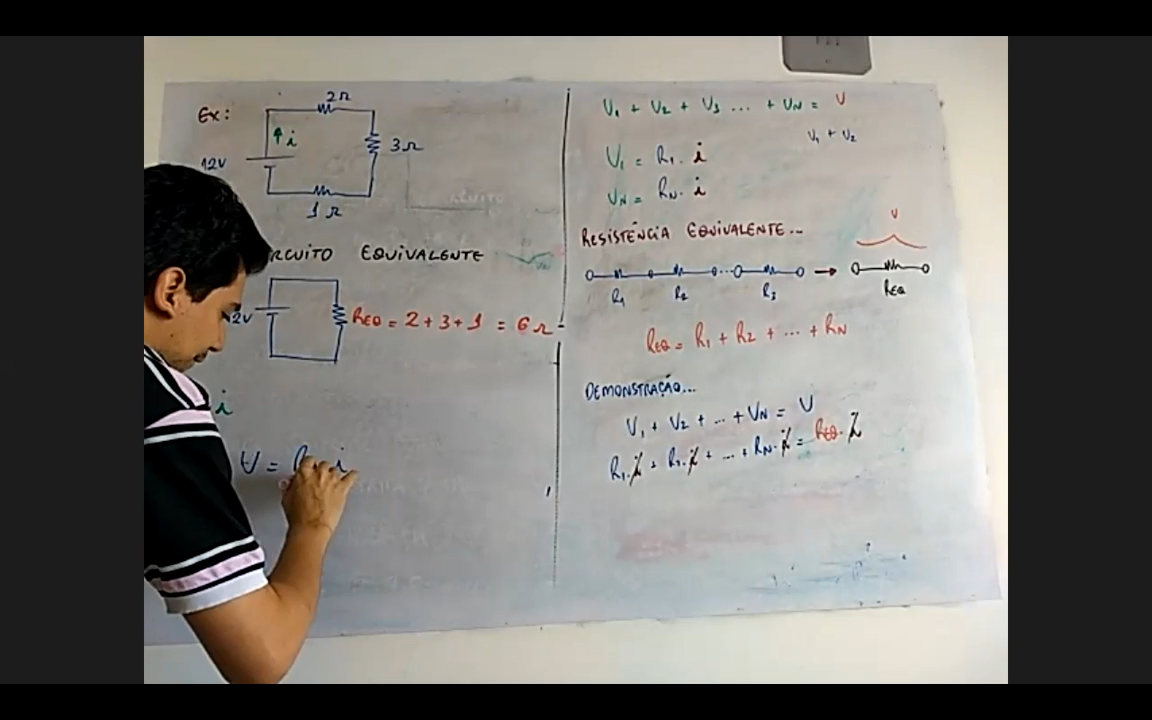 Ex:
2Ω
i
3Ω
12V
1Ω
RCUITO EQUIVALENTE
2V
REQ = 2 + 3 + 1 = 6Ω
i
V = R i
V₁ + V₂ + V₃ ... + VN = V
V₁ + V₂
V₁ = R₁ . i
VN = RN . i
RESISTÊNCIA EQUIVALENTE...
V
R₁ R₂ ... R₃ → REQ
REQ = R₁ + R₂ + ... + RN
DEMONSTRAÇÃO...
V₁ + V₂ + ... + VN = V
R₁.i + R₂.i + ... + RN.i = REQ.i